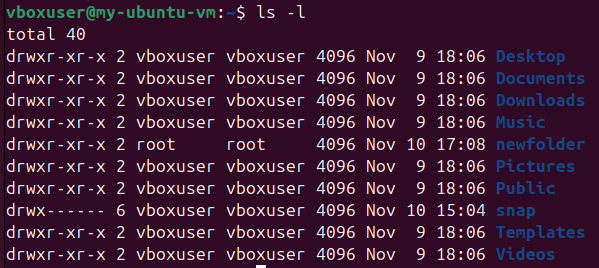 vboxuser@my-ubuntu-vm:~$ ls -l
total 40
drwxr-xr-x 2 vboxuser vboxuser 4096 Nov  9 18:06 Desktop
drwxr-xr-x 2 vboxuser vboxuser 4096 Nov  9 18:06 Documents
drwxr-xr-x 2 vboxuser vboxuser 4096 Nov  9 18:06 Downloads
drwxr-xr-x 2 vboxuser vboxuser 4096 Nov  9 18:06 Music
drwxr-xr-x 2 root     root     4096 Nov 10 17:08 newfolder
drwxr-xr-x 2 vboxuser vboxuser 4096 Nov  9 18:06 Pictures
drwxr-xr-x 2 vboxuser vboxuser 4096 Nov  9 18:06 Public
drwx------ 6 vboxuser vboxuser 4096 Nov 10 15:04 snap
drwxr-xr-x 2 vboxuser vboxuser 4096 Nov  9 18:06 Templates
drwxr-xr-x 2 vboxuser vboxuser 4096 Nov  9 18:06 Videos